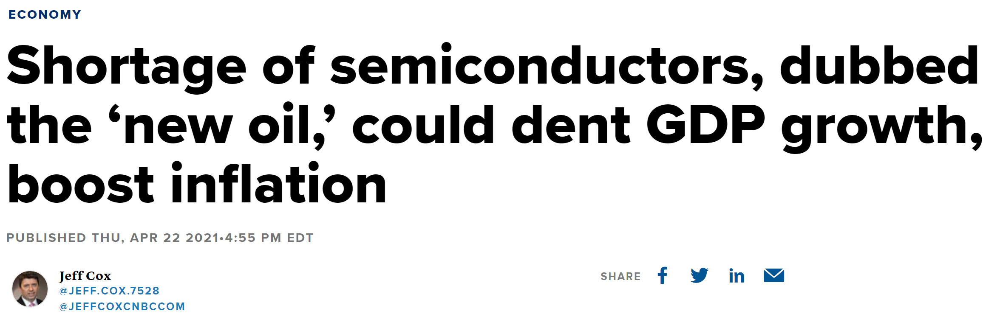 ECONOMY
Shortage of semiconductors, dubbed
the ‘new oil,’ could dent GDP growth,
boost inflation
PUBLISHED THU, APR 22 2021•4:55 PM EDT
Jeff Cox
@JEFF.COX.7528
@JEFFCOXCNBCCOM
SHARE